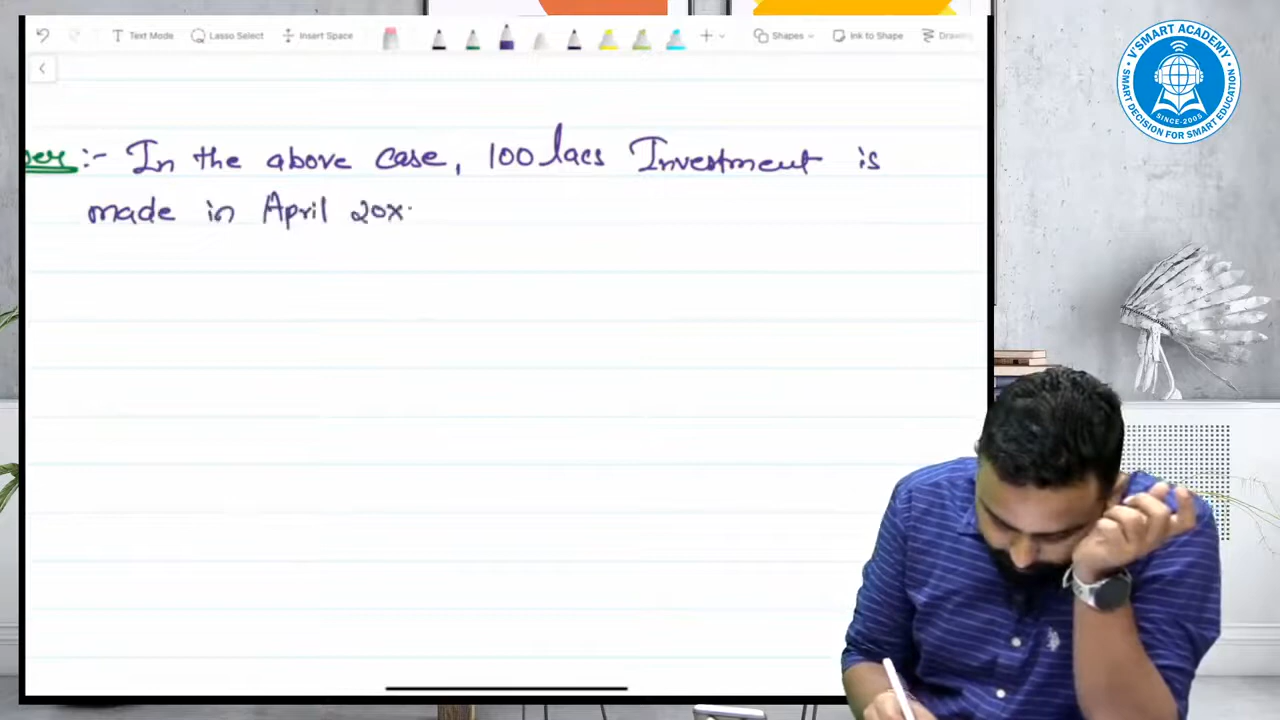 Text Mode Lasso Select Insert Space Shapes Ink to Shape
:- In the above case, 100 lacs Investment is
made in April 20x
V'SMART ACADEMY
SINCE-2005
SMART DECISION FOR SMART EDUCATION